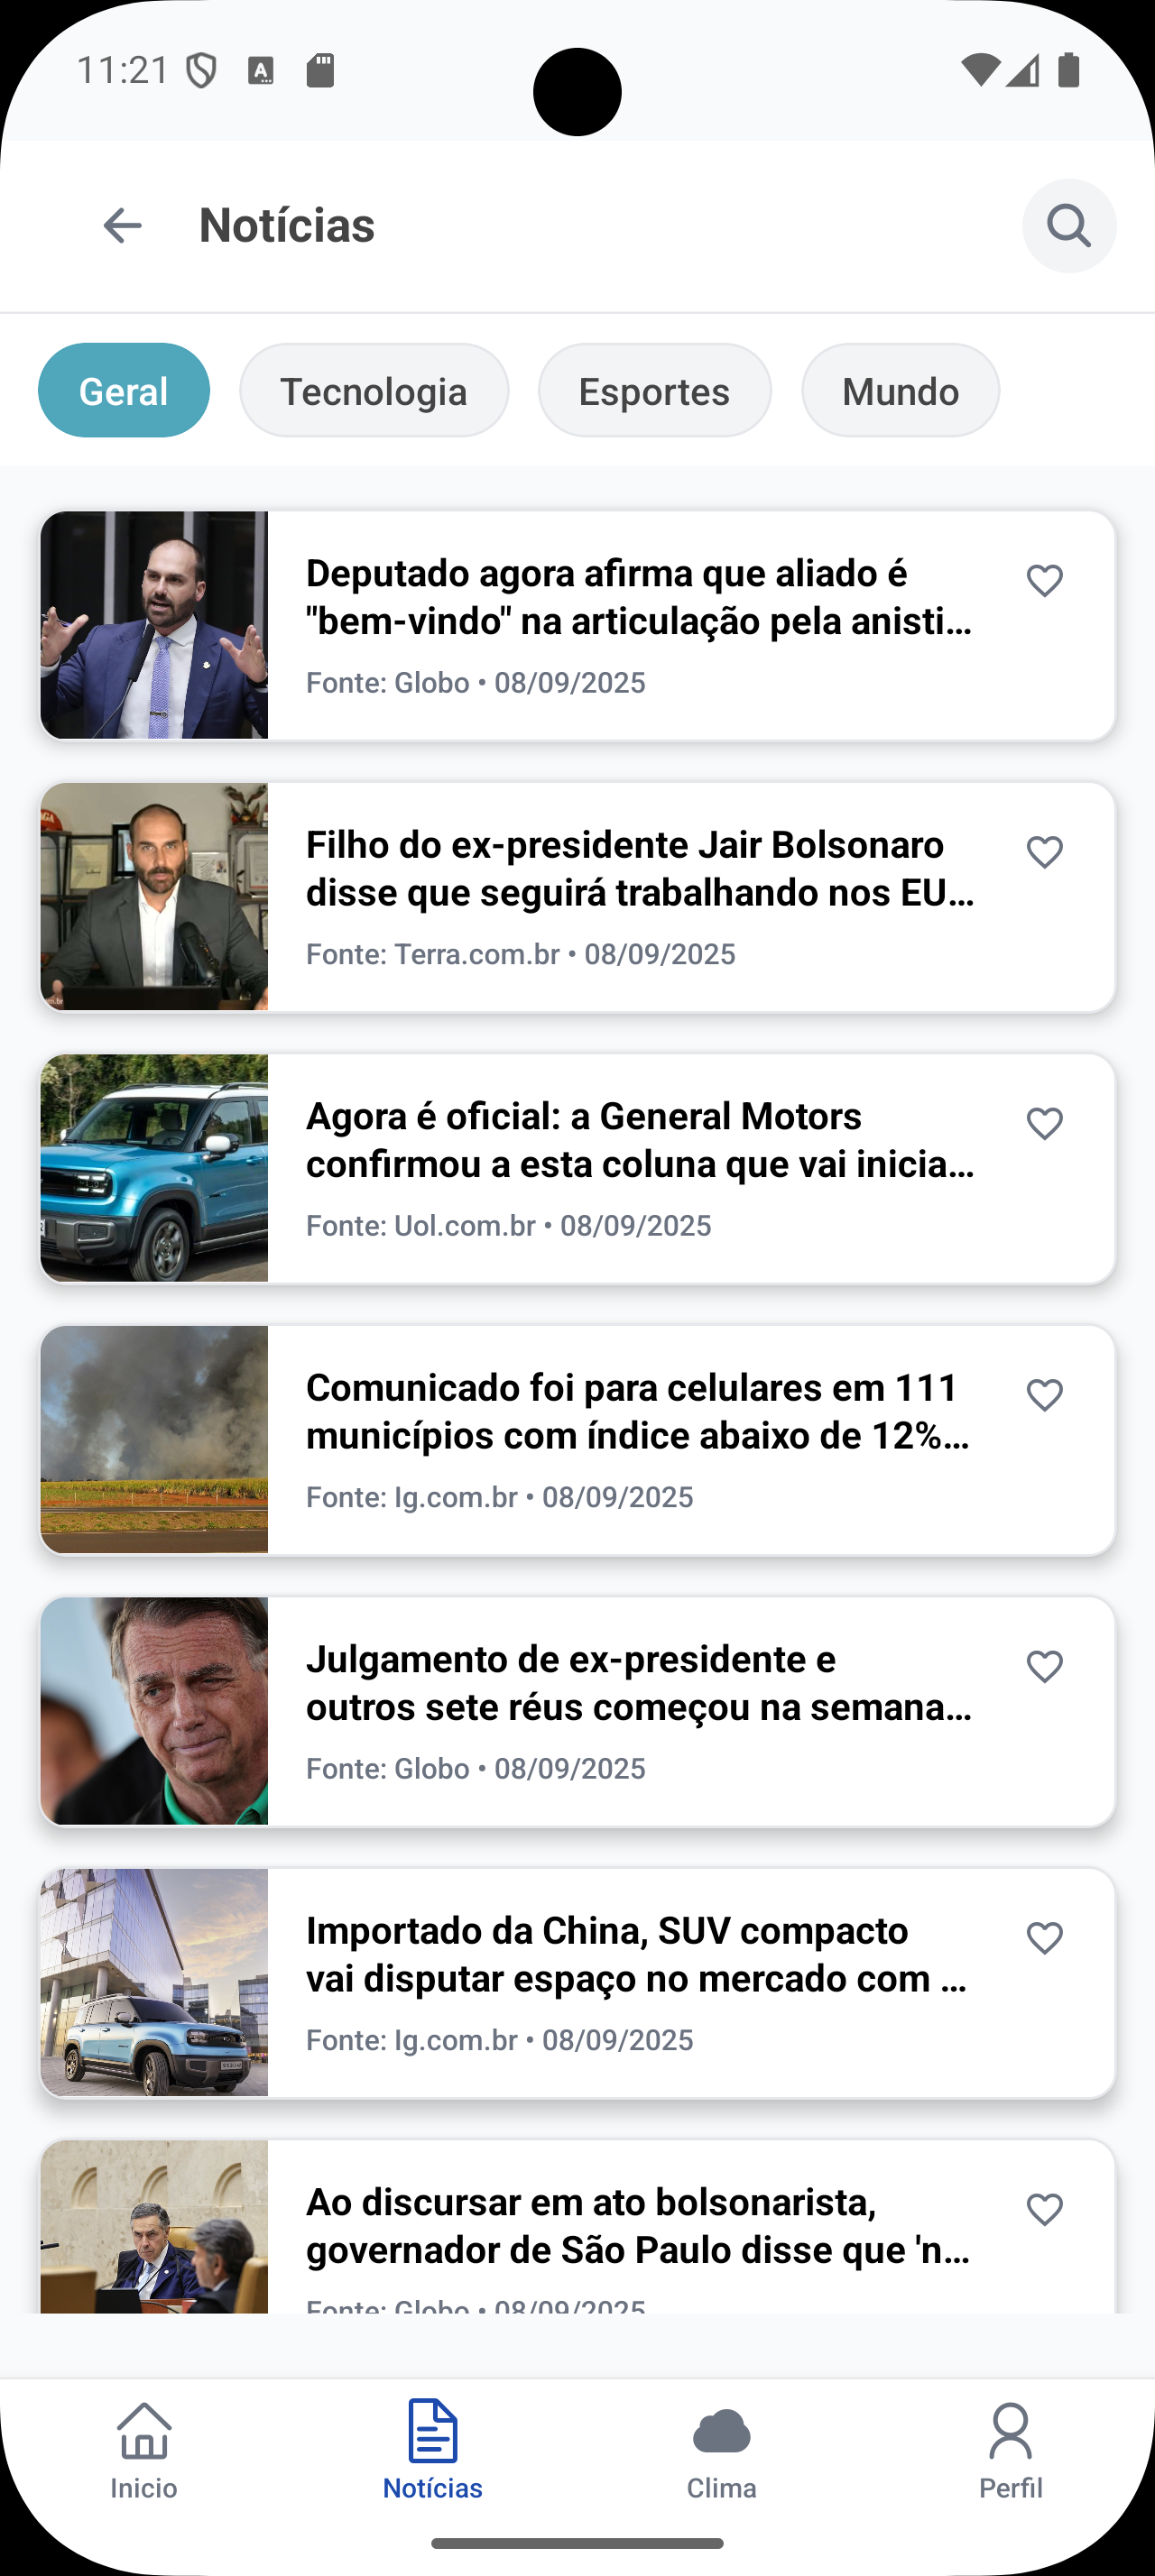 11:21
Notícias
Geral
Tecnologia
Esportes
Mundo
Deputado agora afirma que aliado é
"bem-vindo" na articulação pela anisti...
Fonte: Globo • 08/09/2025
Filho do ex-presidente Jair Bolsonaro
disse que seguirá trabalhando nos EU...
Fonte: Terra.com.br • 08/09/2025
Agora é oficial: a General Motors
confirmou a esta coluna que vai inicia...
Fonte: Uol.com.br • 08/09/2025
Comunicado foi para celulares em 111
municípios com índice abaixo de 12%...
Fonte: Ig.com.br • 08/09/2025
Julgamento de ex-presidente e
outros sete réus começou na semana...
Fonte: Globo • 08/09/2025
Importado da China, SUV compacto
vai disputar espaço no mercado com ...
Fonte: Ig.com.br • 08/09/2025
Ao discursar em ato bolsonarista,
governador de São Paulo disse que 'n...
Fonte: Globo • 08/09/2025
Inicio
Notícias
Clima
Perfil